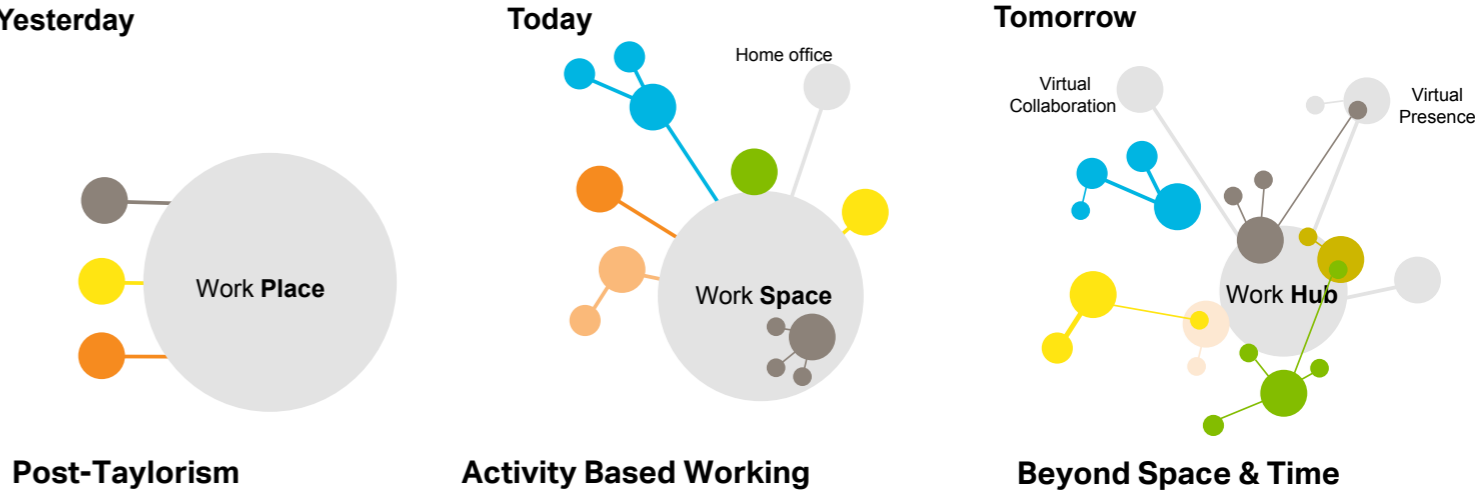 Yesterday
Today
Tomorrow
Home office
Virtual
Collaboration
Virtual
Presence
Work Place
Work Space
Work Hub
Post-Taylorism
Activity Based Working
Beyond Space & Time